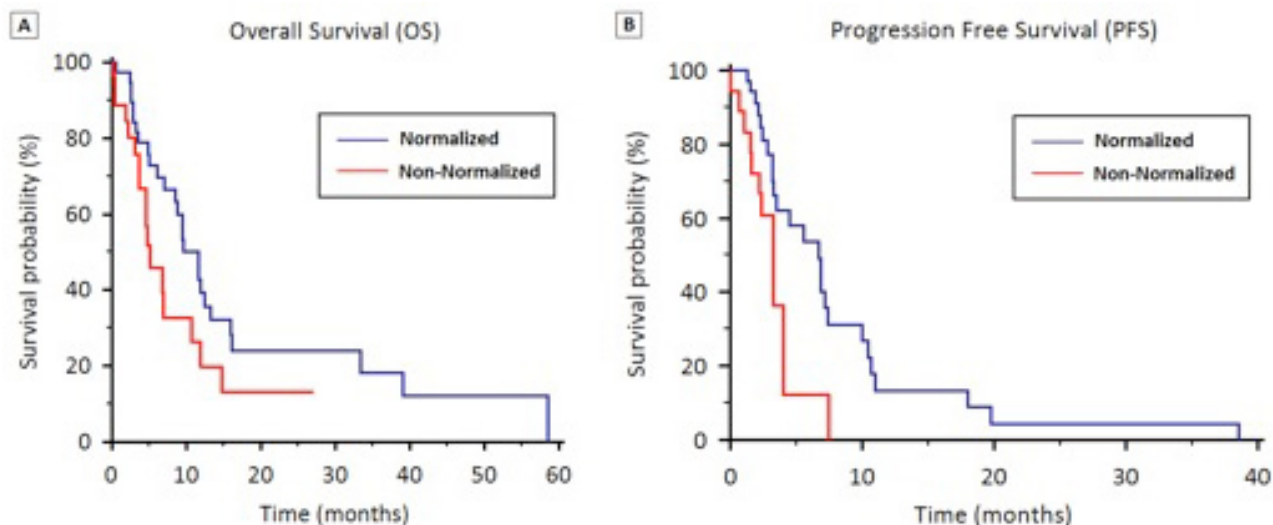 A
Overall Survival (OS)
Survival probability (%)
100
80
60
40
20
0
Normalized
Non-Normalized
0 10 20 30 40 50 60
Time (months)
B
Progression Free Survival (PFS)
Survival probability (%)
100
80
60
40
20
0
Normalized
Non-Normalized
0 10 20 30 40
Time (months)